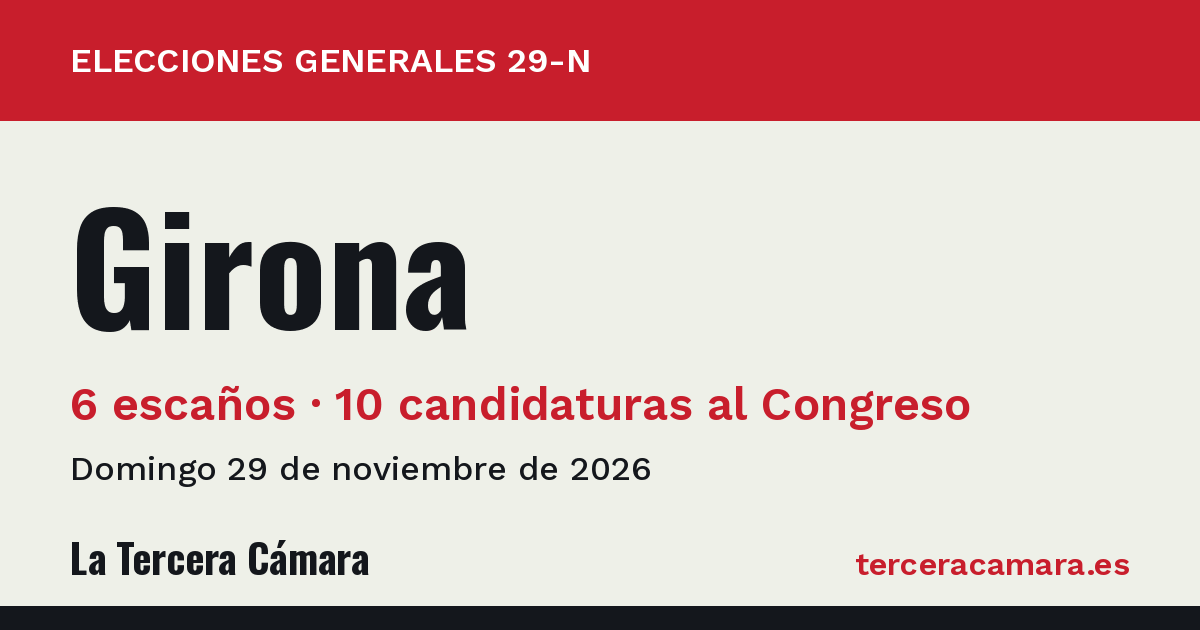 ELECCIONES GENERALES 29-N
Girona
6 escaños · 10 candidaturas al Congreso
Domingo 29 de noviembre de 2026
La Tercera Cámara
terceracamara.es